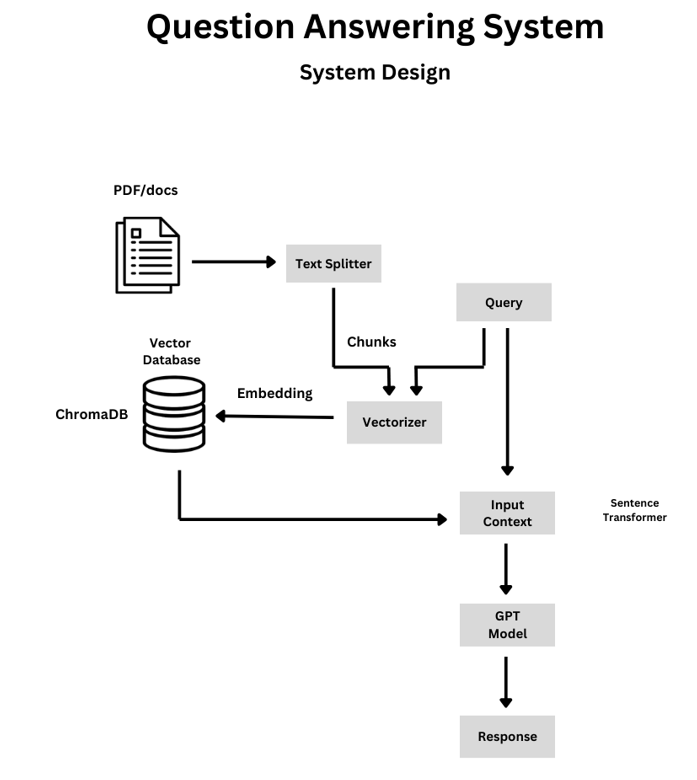 Question Answering System
System Design
PDF/docs
Text Splitter
Query
Chunks
Vector
Database
Embedding
ChromaDB
Vectorizer
Input
Context
Sentence
Transformer
GPT
Model
Response